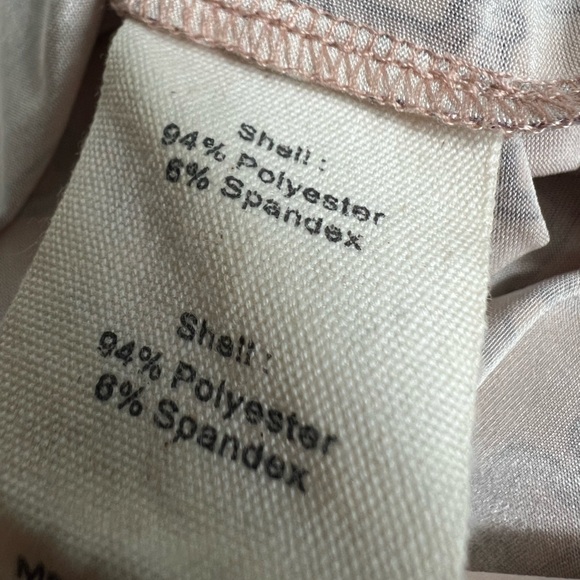 Shell:
94% Polyester
6% Spandex
Shell:
94% Polyester
6% Spandex